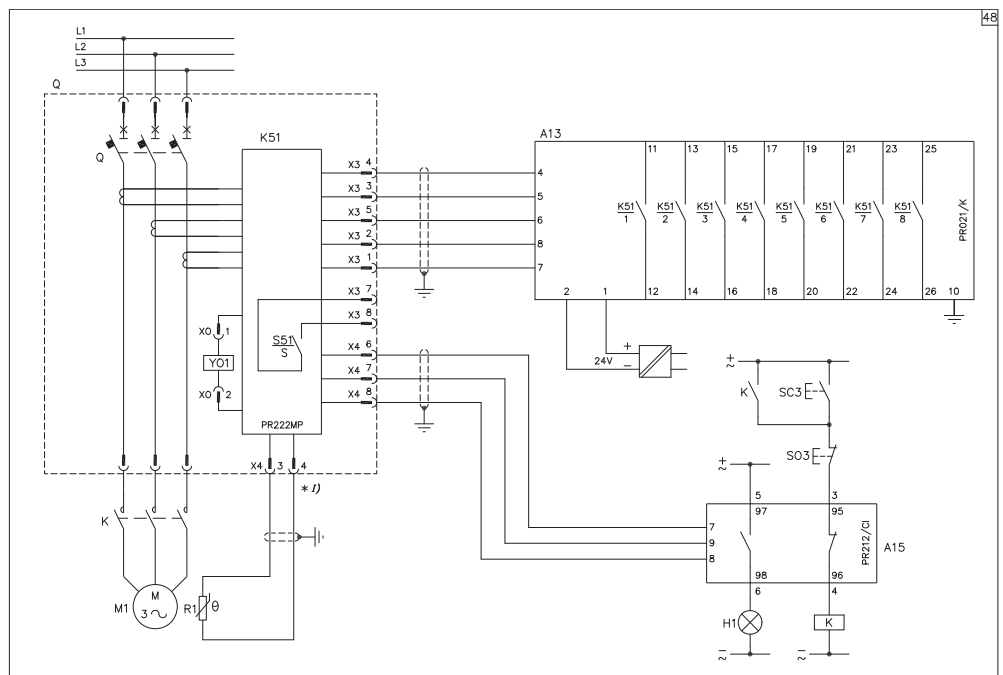 48
L1
L2
L3
Q
Q
K51
X3 4
X3 3
X3 5
X3 2
X3 1
X3 7
X3 8
X4 6
X4 7
X4 8
S51
S
X0 1
Y01
X0 2
PR222MP
X4 3 4
* I)
K
M1
M
3
R1
θ
A13
4
5
6
8
7
11 13 15 17 19 21 23 25
K51 K51 K51 K51 K51 K51 K51 K51
1 2 3 4 5 6 7 8
PR021/K
2 1 12 14 16 18 20 22 24 26 10
+
24V
−
+
~
K
SC3
SO3
+
~
5 3
97 95
7
9
8
PR212/CI
A15
98 96
6 4
H1
K
−
~
−
~